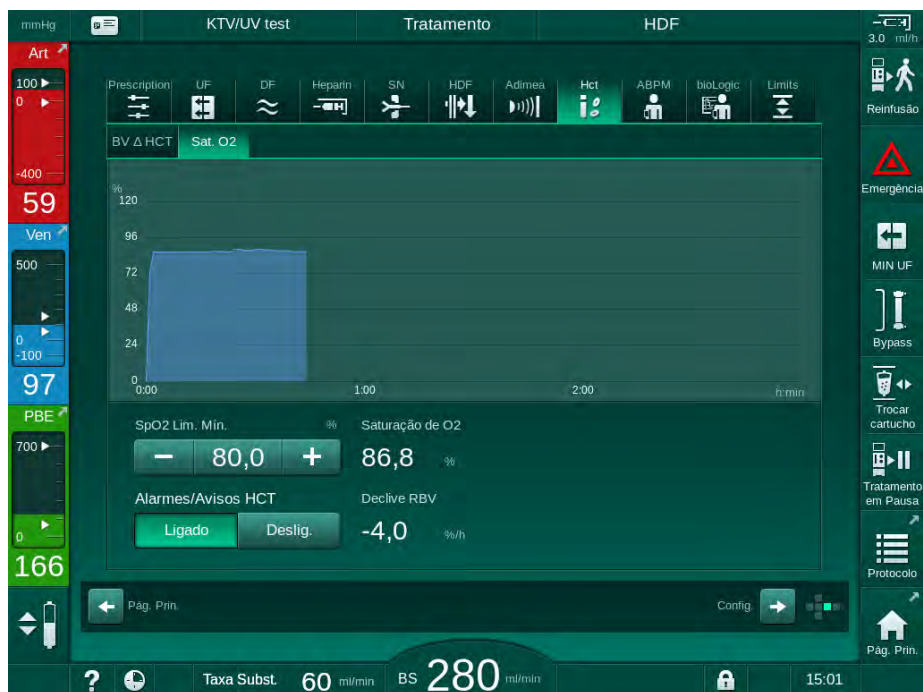 mmHg
KTV/UV test
Tratamento
HDF
3.0 ml/h
Art
100
0
-400
59
Ven
500
0
-100
97
PBE
700
0
166
Prescription
UF
DF
Heparin
SN
HDF
Adimea
Hct
ABPM
bioLogic
Limits
BV Δ HCT
Sat. O2
%
120
96
72
48
24
0
0:00
1:00
2:00
h:min
SpO2 Lim. Min.
%
Saturação de O2
80,0
86,8
%
Alarmes/Avisos HCT
Declive RBV
Ligado
Deslig.
-4,0
%/h
Pág. Prin.
Config.
Reinfusão
Emergência
MIN UF
Bypass
Trocar
cartucho
Tratamento
em Pausa
Protocolo
Pág. Prin.
?
Taxa Subst.
60 ml/min
BS 280 ml/min
15:01